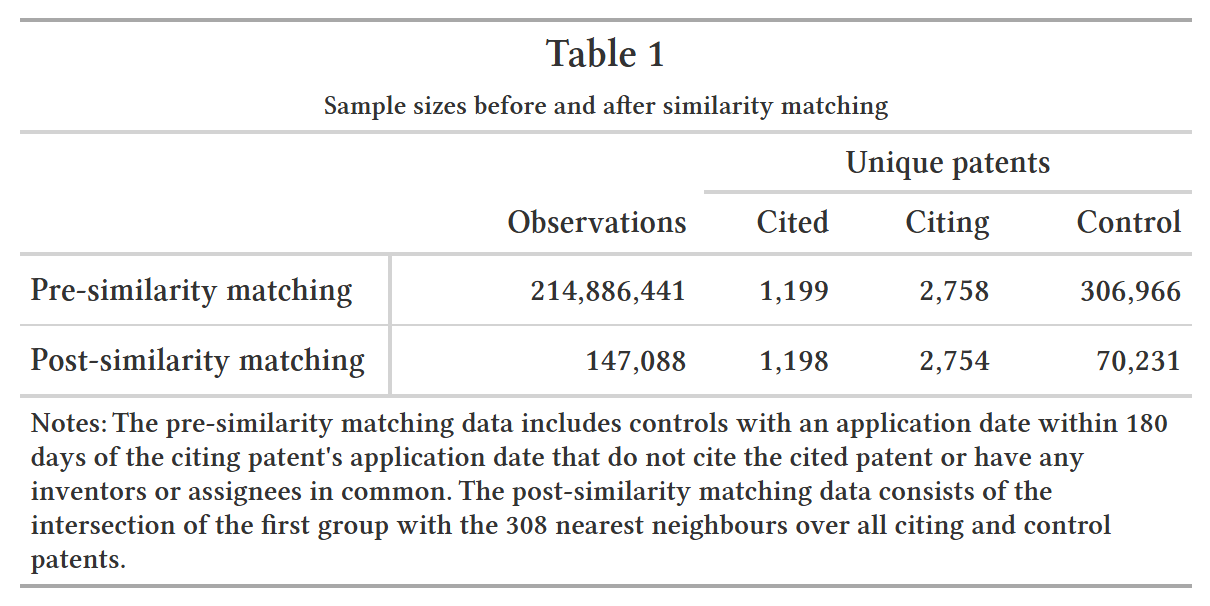 Table 1
Sample sizes before and after similarity matching
Unique patents
Observations Cited Citing Control
Pre-similarity matching 214,886,441 1,199 2,758 306,966
Post-similarity matching 147,088 1,198 2,754 70,231
Notes: The pre-similarity matching data includes controls with an application date within 180
days of the citing patent's application date that do not cite the cited patent or have any
inventors or assignees in common. The post-similarity matching data consists of the
intersection of the first group with the 308 nearest neighbours over all citing and control
patents.